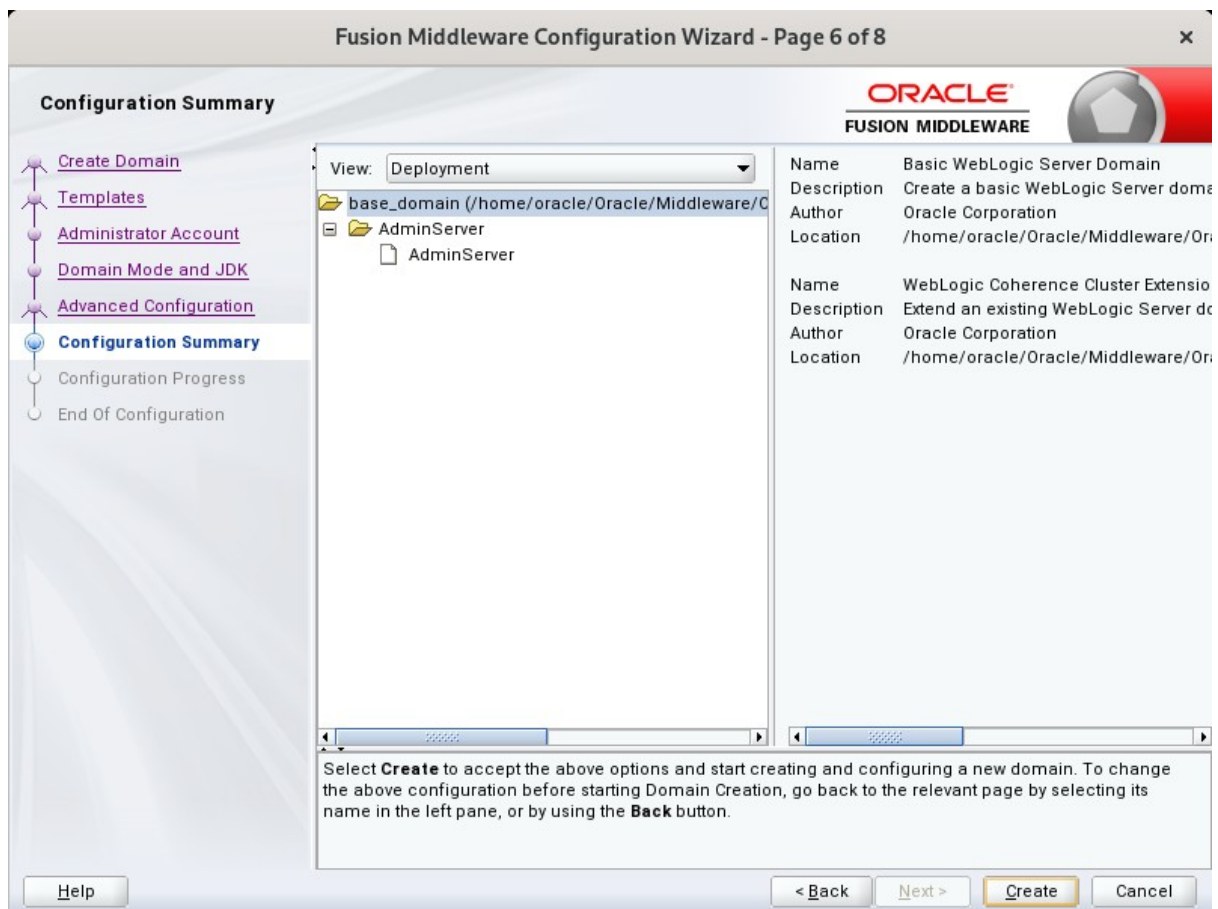 Fusion Middleware Configuration Wizard - Page 6 of 8
Configuration Summary
ORACLE
FUSION MIDDLEWARE
Create Domain
Templates
Administrator Account
Domain Mode and JDK
Advanced Configuration
Configuration Summary
Configuration Progress
End Of Configuration
View: Deployment
base_domain (/home/oracle/Oracle/Middleware/
AdminServer
AdminServer
Name Basic WebLogic Server Domain
Description Create a basic WebLogic Server
Author Oracle Corporation
Location /home/oracle/Oracle/Middleware/
Name WebLogic Coherence Cluster
Description Extend an existing WebLogic Server
Author Oracle Corporation
Location /home/oracle/Oracle/Middleware/
Select Create to accept the above options and start creating and configuring a new domain. To change
the above configuration before starting Domain Creation, go back to the relevant page by selecting its
name in the left pane, or by using the Back button.
Help
< Back
Next >
Create
Cancel